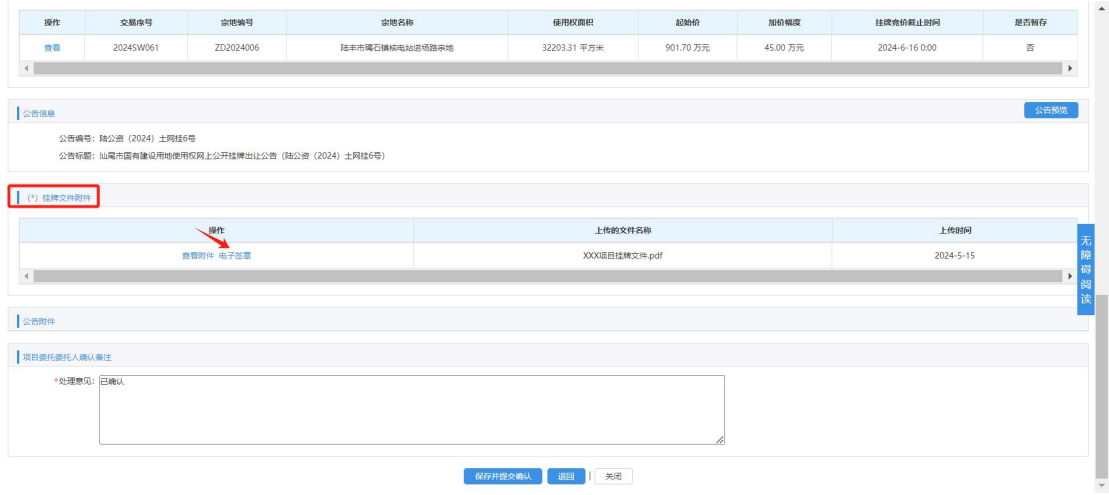 操作 交易序号 宗地编号 宗地名称 使用权面积 起始价 加价幅度 挂牌竞价截止时间 是否暂存
查看 2024SW061 ZD2024006 陆丰市碣石镇核电站进场路宗地 32203.31 平方米 901.70 万元 45.00 万元 2024-6-16 0:00 否
公告信息 公告预览
公告编号：陆公资（2024）土网挂6号
公告标题：汕尾市国有建设用地使用权网上公开挂牌出让公告（陆公资（2024）土网挂6号）
(*) 挂牌文件附件
操作 上传的文件名称 上传时间
查看附件 电子签章 XXX项目挂牌文件.pdf 2024-5-15
无障碍阅读
公告附件
项目委托委托人确认备注
*处理意见： 已确认
保存并提交确认 退回 | 关闭